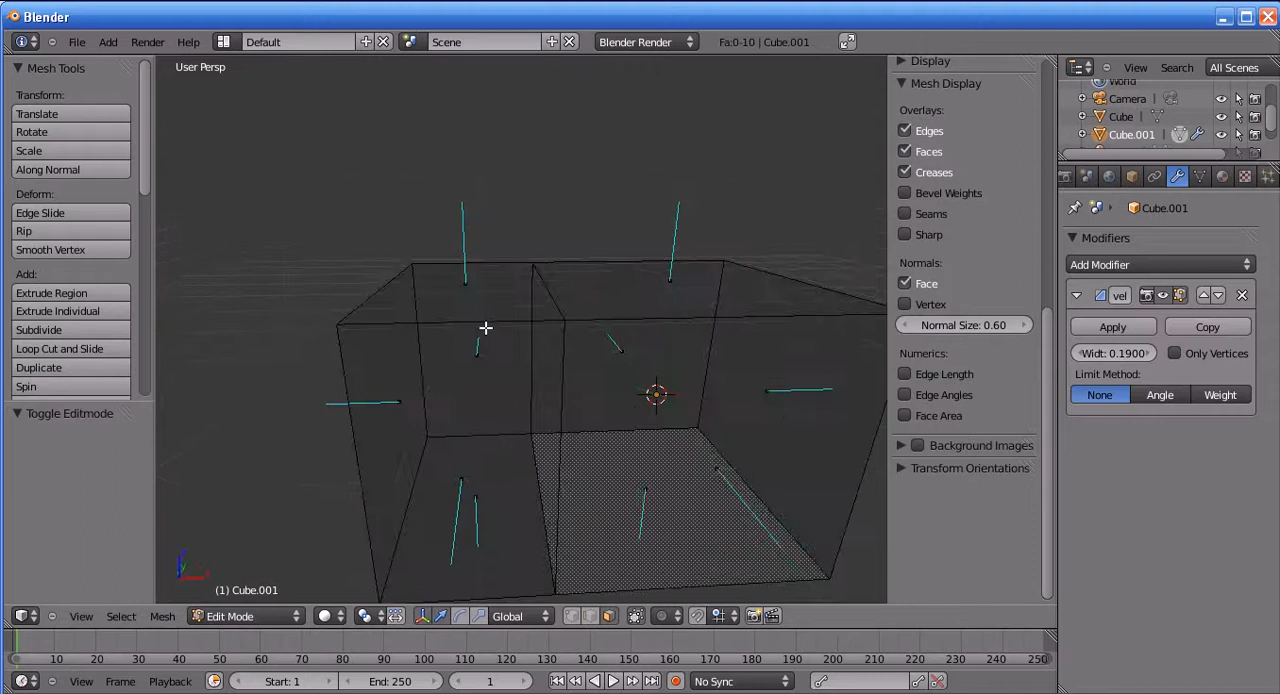 Blender
File Add Render Help Default Scene Blender Render Fa:0-10 | Cube.001
User Persp
Mesh Tools
Transform:
Translate
Rotate
Scale
Along Normal
Deform:
Edge Slide
Rip
Smooth Vertex
Add:
Extrude Region
Extrude Individual
Subdivide
Loop Cut and Slide
Duplicate
Spin
Toggle Editmode
(1) Cube.001
Display
Mesh Display
Overlays:
Edges
Faces
Creases
Bevel Weights
Seams
Sharp
Normals:
Face
Vertex
Normal Size: 0.60
Numerics:
Edge Length
Edge Angles
Face Area
Background Images
Transform Orientations
View Search All Scenes
World
Camera
Cube
Cube.001
Cube.001
Modifiers
Add Modifier
vel
Apply Copy
Widt: 0.1900 Only Vertices
Limit Method:
None Angle Weight
View Select Mesh Edit Mode Global
10 20 30 40 50 60 70 80 90 100 110 120 130 140 150 160 170 180 190 200 210 220 230 240 250
View Frame Playback Start: 1 End: 250 1 No Sync